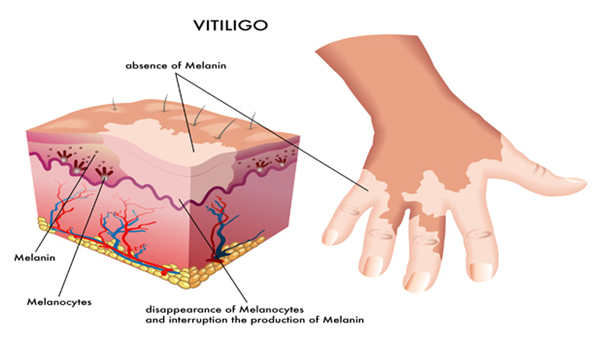 VITILIGO
absence of Melanin
Melanin
Melanocytes
disappearance of Melanocytes
and interruption the production of Melanin